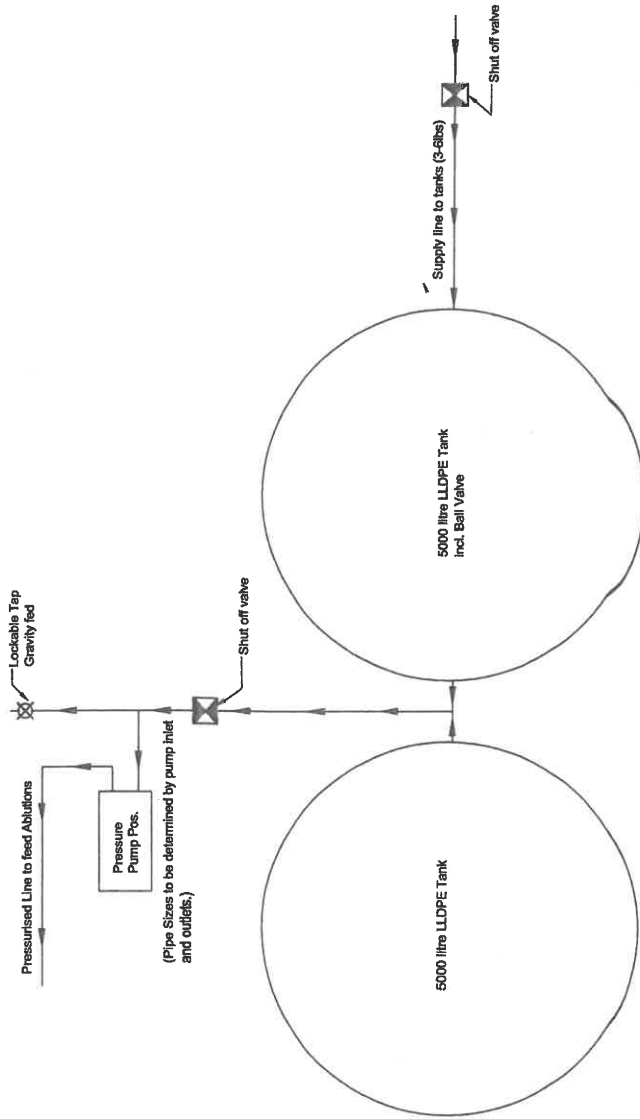 Lockable Tap
Gravity fed
Pressurised Line to feed Ablutions
Pressure
Pump Pos.
(Pipe Sizes to be determined by pump inlet
and outlets.)
Shut off valve
Supply line to tanks (3-6lbs)
Shut off valve
5000 litre LLDPE Tank
incl. Ball Valve
5000 litre LLDPE Tank